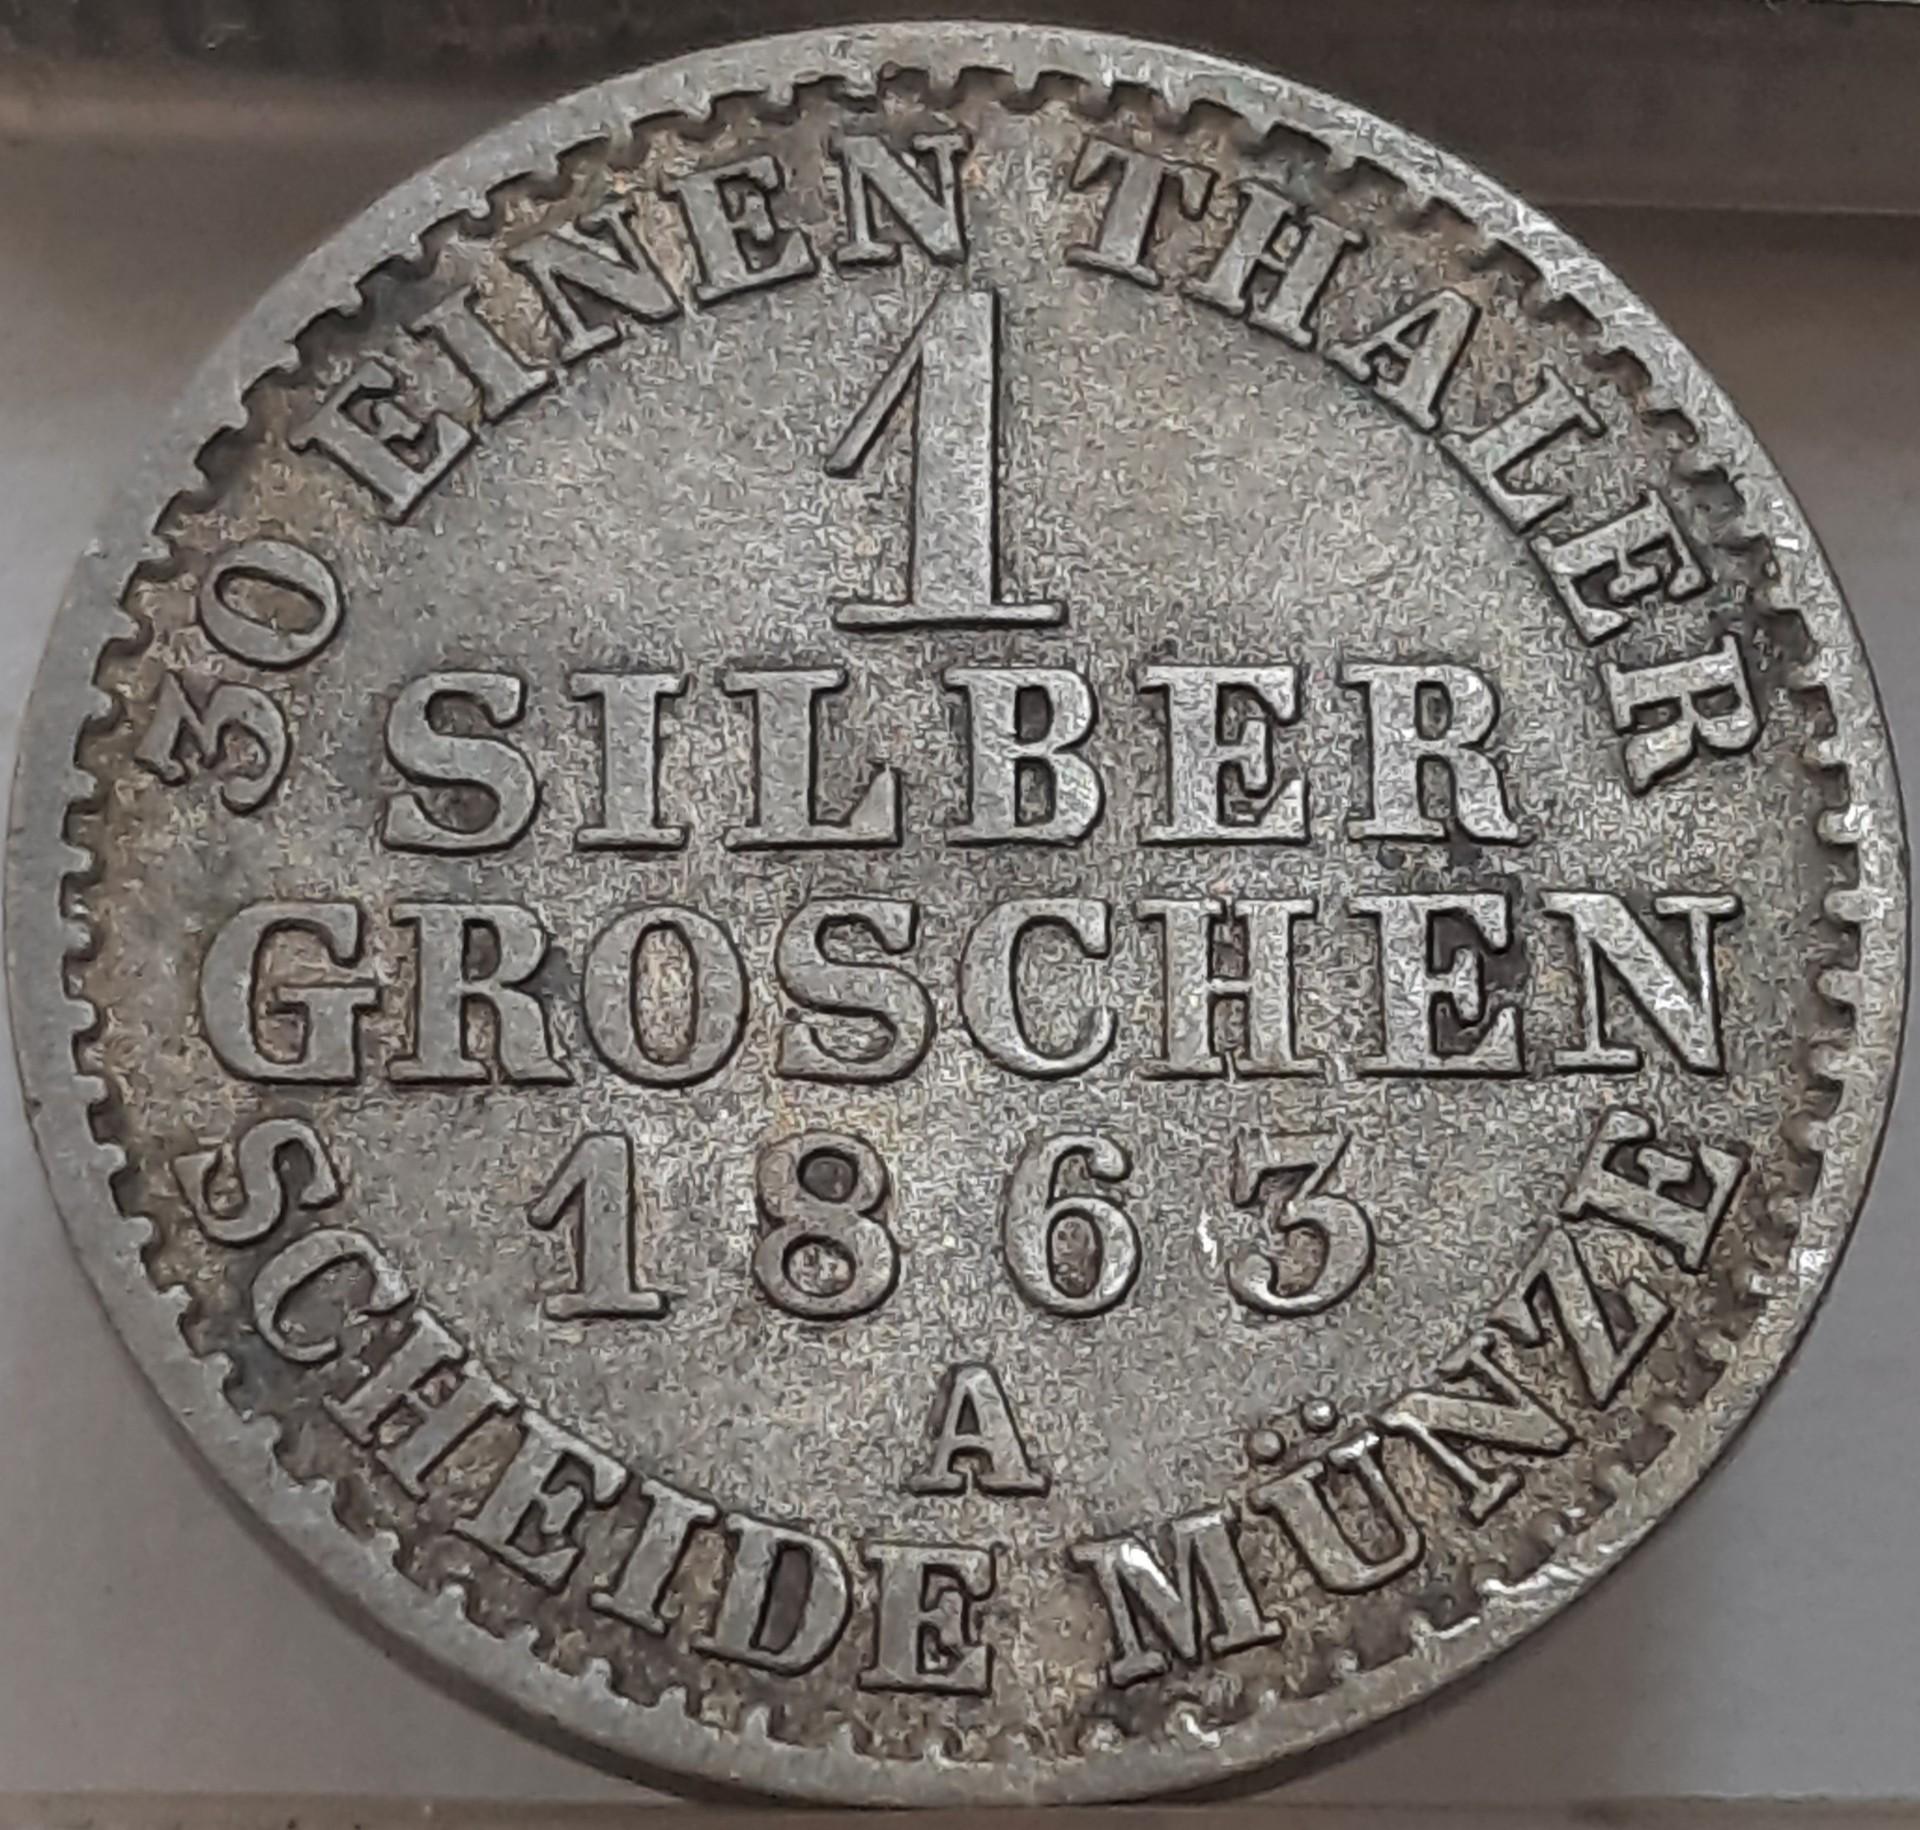 30 EINEN THALER
1
SILBER
GROSCHEN
1863
A
SCHEIDE MÜNZE